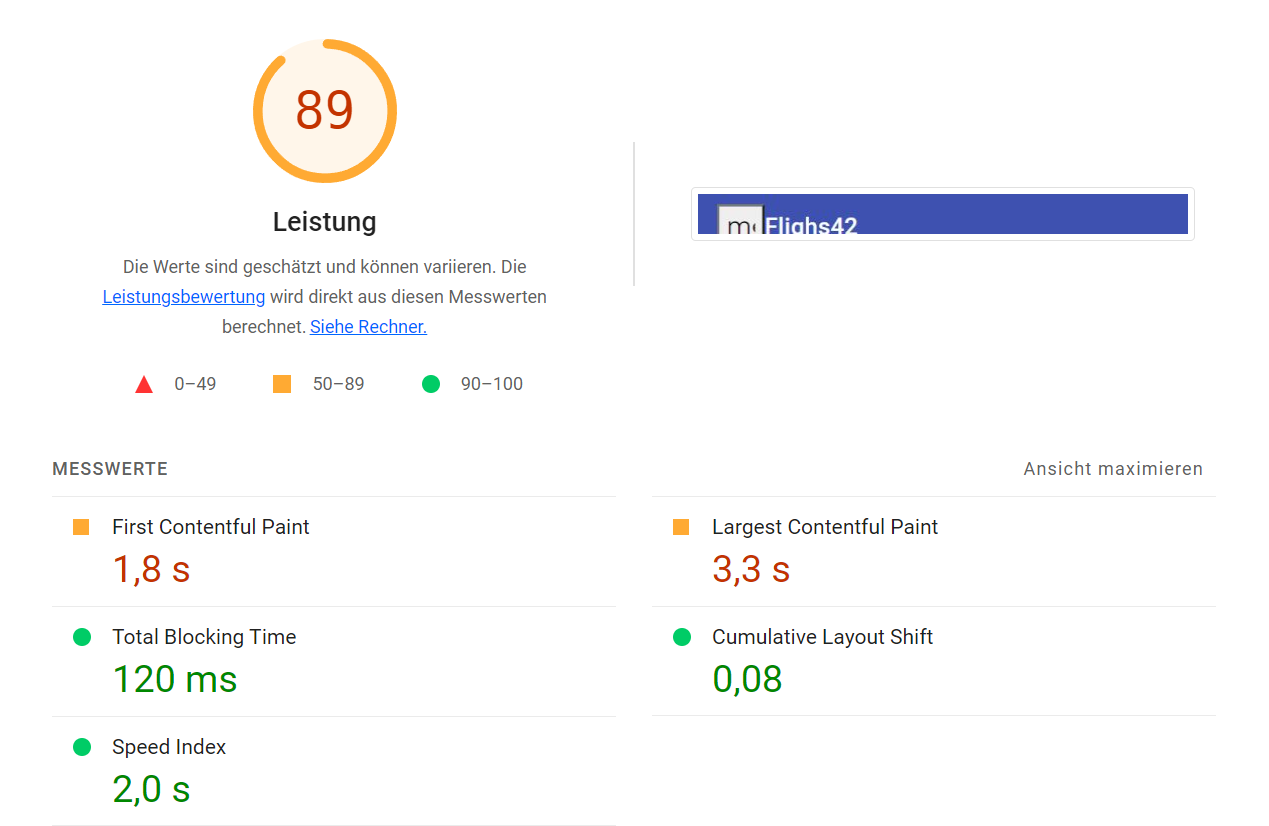 89
Leistung
Die Werte sind geschätzt und können variieren. Die
Leistungsbewertung wird direkt aus diesen Messwerten
berechnet. Siehe Rechner.
0–49
50–89
90–100
Flighs42
MESSWERTE
Ansicht maximieren
First Contentful Paint
1,8 s
Largest Contentful Paint
3,3 s
Total Blocking Time
120 ms
Cumulative Layout Shift
0,08
Speed Index
2,0 s